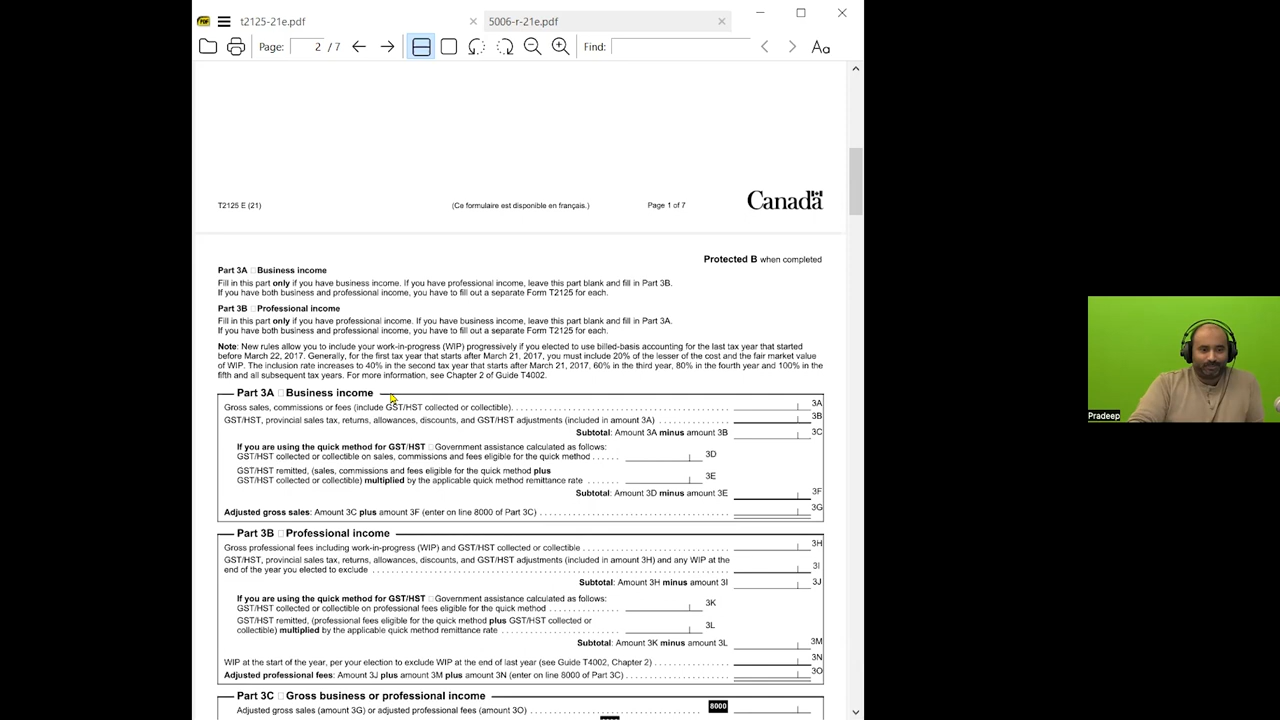 t2125-21e.pdf
5006-r-21e.pdf
Page: 2 / 7
Find:
Aa
T2125 E (21)
(Ce formulaire est disponible en français.)
Page 1 of 7
Canada
Protected B when completed
Part 3A □ Business income
Fill in this part only if you have business income. If you have professional income, leave this part blank and fill in Part 3B.
If you have both business and professional income, you have to fill out a separate Form T2125 for each.
Part 3B □ Professional income
Fill in this part only if you have professional income. If you have business income, leave this part blank and fill in Part 3A.
If you have both business and professional income, you have to fill out a separate Form T2125 for each.
Note: New rules allow you to include your work-in-progress (WIP) progressively if you elected to use billed-basis accounting for the last tax year that started
before March 22, 2017. Generally, for the first tax year that starts after March 21, 2017, you must include 20% of the lesser of the cost and the fair market value
of WIP. The inclusion rate increases to 40% in the second tax year that starts after March 21, 2017, 60% in the third year, 80% in the fourth year and 100% in the
fifth and all subsequent tax years. For more information, see Chapter 2 of Guide T4002.
Part 3A □ Business income
Gross sales, commissions or fees (include GST/HST collected or collectible). 3A
GST/HST, provincial sales tax, returns, allowances, discounts, and GST/HST adjustments (included in amount 3A) 3B
Subtotal: Amount 3A minus amount 3B 3C
If you are using the quick method for GST/HST □ Government assistance calculated as follows:
GST/HST collected or collectible on sales, commissions and fees eligible for the quick method 3D
GST/HST remitted, (sales, commissions and fees eligible for the quick method plus
GST/HST collected or collectible) multiplied by the applicable quick method remittance rate 3E
Subtotal: Amount 3D minus amount 3E 3F
Adjusted gross sales: Amount 3C plus amount 3F (enter on line 8000 of Part 3C) 3G
Part 3B □ Professional income
Gross professional fees including work-in-progress (WIP) and GST/HST collected or collectible 3H
GST/HST, provincial sales tax, returns, allowances, discounts, and GST/HST adjustments (included in amount 3H) and any WIP at the
end of the year you elected to exclude 3I
Subtotal: Amount 3H minus amount 3I 3J
If you are using the quick method for GST/HST □ Government assistance calculated as follows:
GST/HST collected or collectible on professional fees eligible for the quick method 3K
GST/HST remitted, (professional fees eligible for the quick method plus GST/HST collected or
collectible) multiplied by the applicable quick method remittance rate 3L
Subtotal: Amount 3K minus amount 3L 3M
WIP at the start of the year, per your election to exclude WIP at the end of last year (see Guide T4002, Chapter 2) 3N
Adjusted professional fees: Amount 3J plus amount 3M plus amount 3N (enter on line 8000 of Part 3C) 3O
Part 3C □ Gross business or professional income
Adjusted gross sales (amount 3G) or adjusted professional fees (amount 3O) 8000
Pradeep